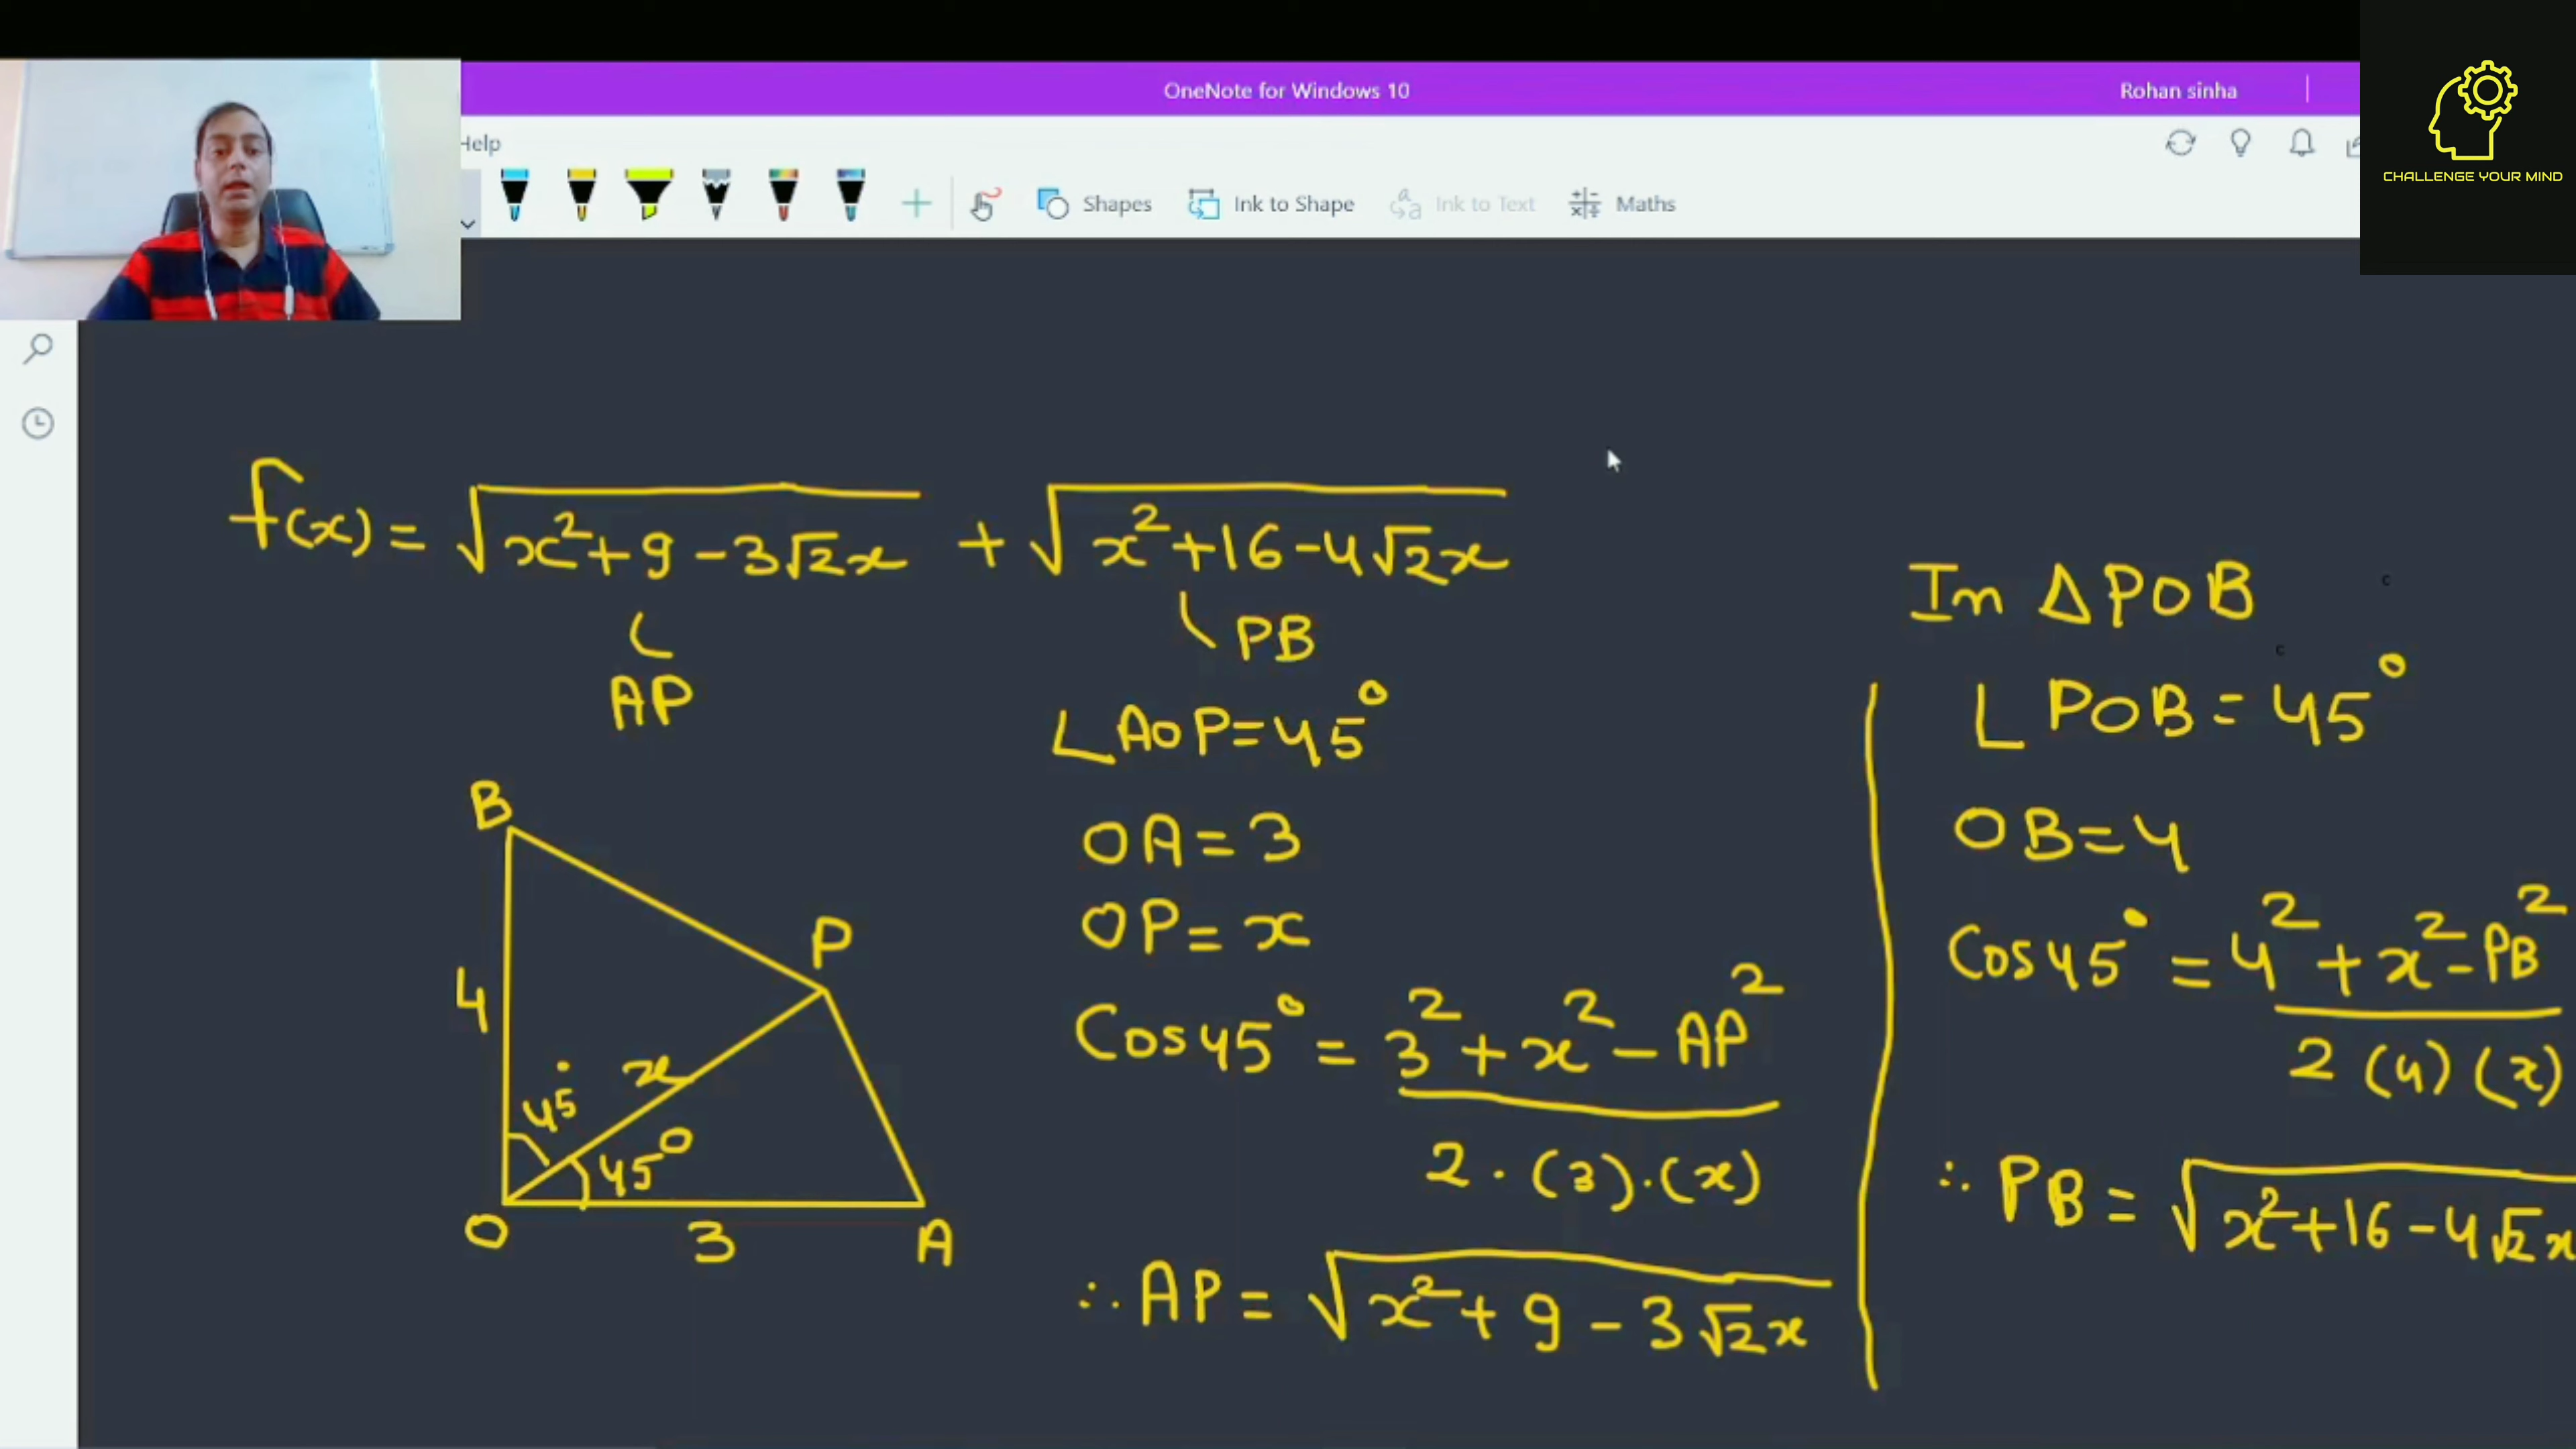 OneNote for Windows 10
Rohan sinha
CHALLENGE YOUR MIND
Help
Shapes
Ink to Shape
Ink to Text
Maths
f(x) = √x²+9-3√2x + √x²+16-4√2x
AP
PB
B
P
4
x
45°
45°
O
3
A
∠AOP=45°
OA=3
OP=x
Cos45° = 3²+x²-AP²
2·(3)·(x)
∴ AP = √x²+9-3√2x
In △POB
∠POB=45°
OB=4
Cos45° = 4²+x²-PB²
2(4)(x)
∴ PB = √x²+16-4√2x